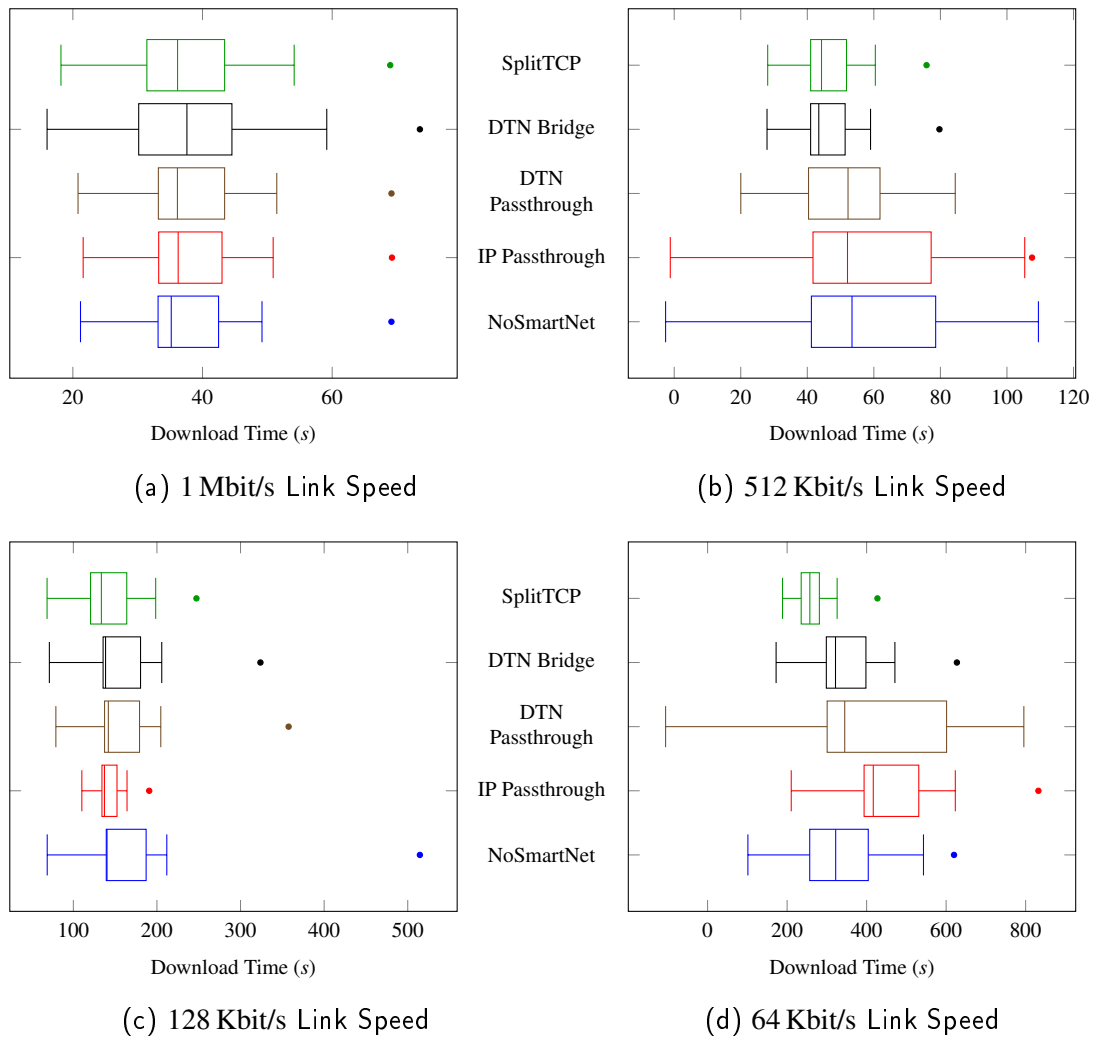 SplitTCP
DTN Bridge
DTN
Passthrough
IP Passthrough
NoSmartNet
20 40 60
Download Time (s)
(a) 1 Mbit/s Link Speed
0 20 40 60 80 100 120
Download Time (s)
(b) 512 Kbit/s Link Speed
SplitTCP
DTN Bridge
DTN
Passthrough
IP Passthrough
NoSmartNet
100 200 300 400 500
Download Time (s)
(c) 128 Kbit/s Link Speed
0 200 400 600 800
Download Time (s)
(d) 64 Kbit/s Link Speed